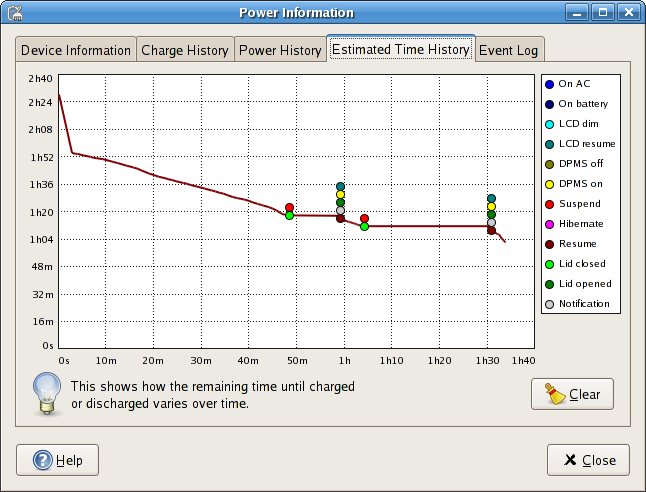 Power Information
Device Information
Charge History
Power History
Estimated Time History
Event Log
2h40
2h24
2h08
1h52
1h36
1h20
1h04
48m
32m
16m
0s
0s 10m 20m 30m 40m 50m 1h 1h10 1h20 1h30 1h40
On AC
On battery
LCD dim
LCD resume
DPMS off
DPMS on
Suspend
Hibernate
Resume
Lid closed
Lid opened
Notification
This shows how the remaining time until charged
or discharged varies over time.
Clear
Help
Close